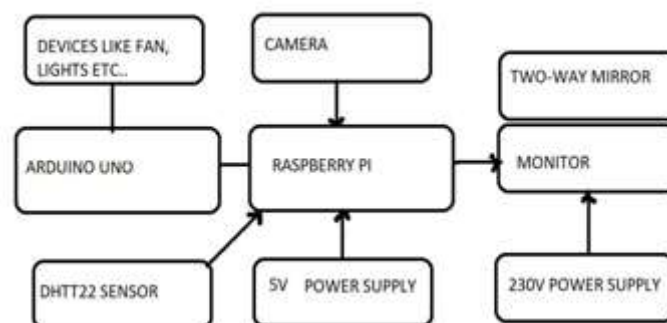 DEVICES LIKE FAN,
LIGHTS ETC..
CAMERA
TWO-WAY MIRROR
ARDUINO UNO
RASPBERRY PI
MONITOR
DHTT22 SENSOR
5V POWER SUPPLY
230V POWER SUPPLY